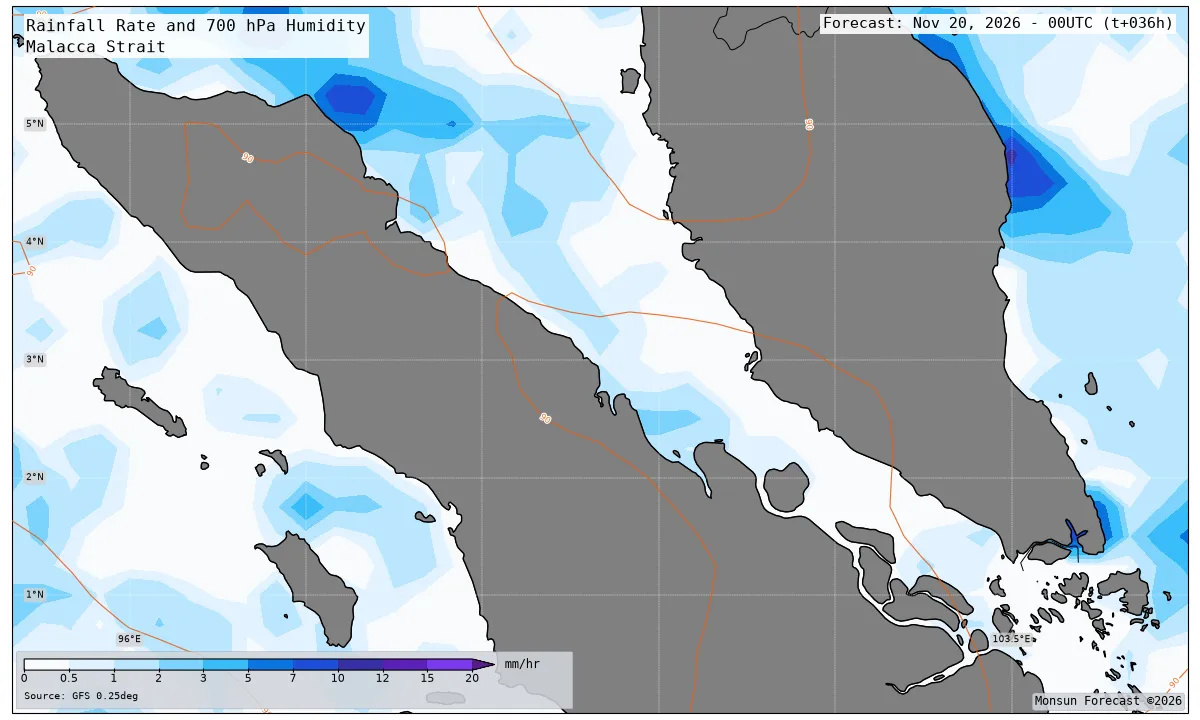 Rainfall Rate and 700 hPa Humidity
Malacca Strait
Forecast: Nov 20, 2026 - 00UTC (t+036h)
90
5°N
90
4°N
90
3°N
90
2°N
1°N
96°E
103.5°E
0 0.5 1 2 3 5 7 10 12 15 20 mm/hr
Source: GFS 0.25deg
90
Monsun Forecast ©2026